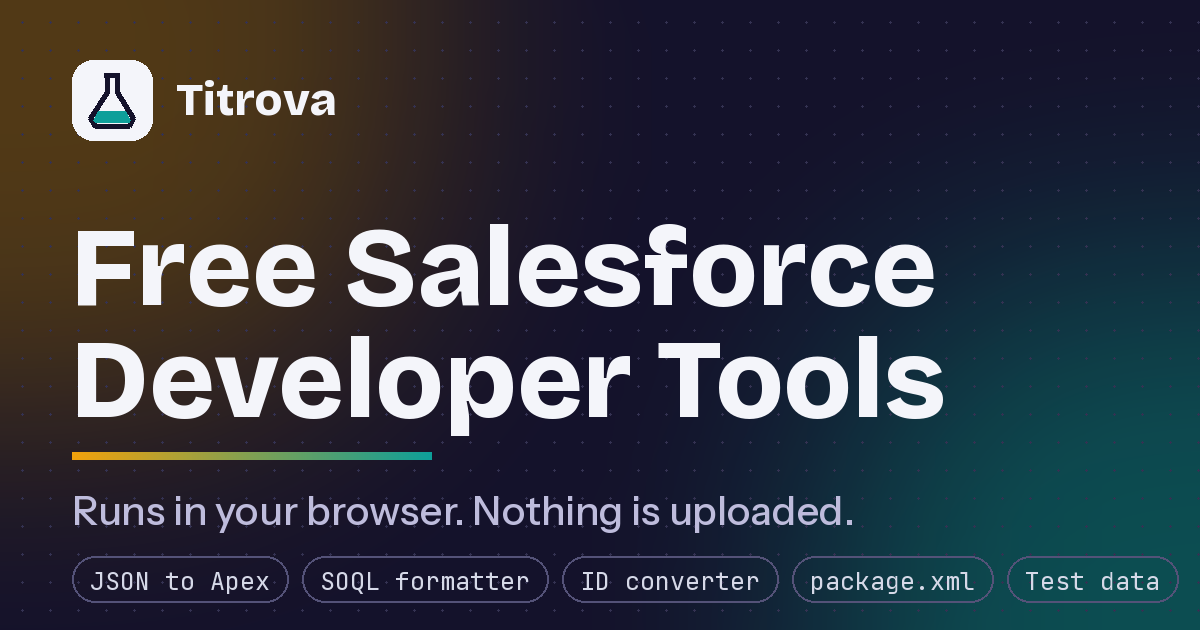 Titrova
Free Salesforce
Developer Tools
Runs in your browser. Nothing is uploaded.
JSON to Apex SOQL formatter ID converter package.xml Test data